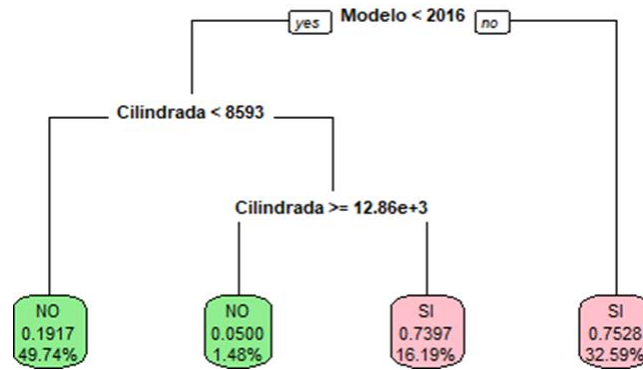 yes Modelo < 2016 no
Cilindrada < 8593
Cilindrada >= 12.86e+3
NO
0.1917
49.74%
NO
0.0500
1.48%
SI
0.7397
16.19%
SI
0.7528
32.59%